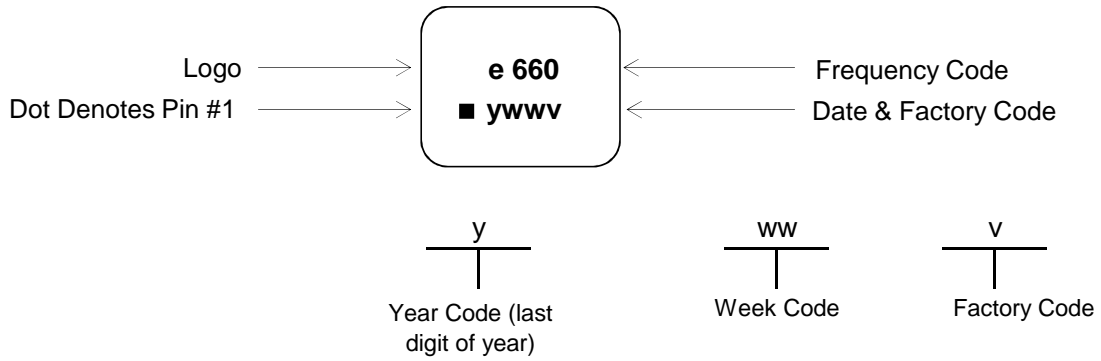 Logo
e 660
Frequency Code
Dot Denotes Pin #1
■ ywwv
Date & Factory Code
y
ww
v
Year Code (last
digit of year)
Week Code
Factory Code